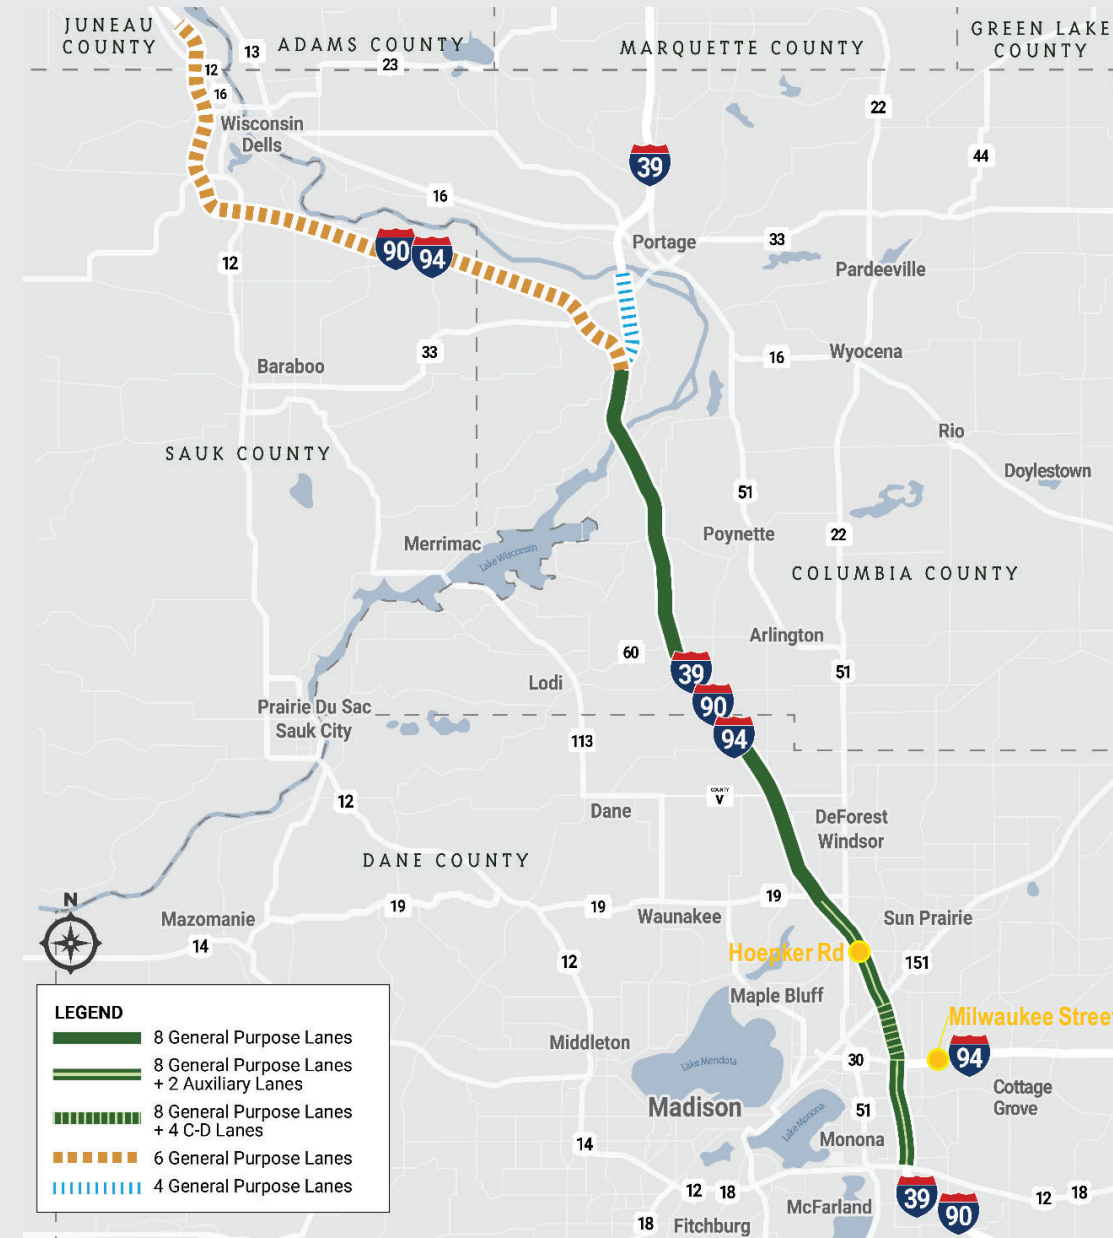 JUNEAU
COUNTY
ADAMS COUNTY
MARQUETTE COUNTY
GREEN LAKE
COUNTY
13
23
12
16
Wisconsin
Dells
22
44
39
16
33
Portage
90
94
12
Pardeeville
33
16
Wyocena
Baraboo
Rio
SAUK COUNTY
Doylestown
51
Merrimac
Lake Wisconsin
Poynette
22
COLUMBIA COUNTY
Arlington
60
39
51
Lodi
90
Prairie Du Sac
Sauk City
94
113
12
COUNTY
V
Dane
DeForest
Windsor
DANE COUNTY
19
19
19
Waunakee
Sun Prairie
N
Mazomanie
14
Hoepker Rd
12
151
Maple Bluff
Milwaukee Street
Middleton
Lake Mendota
30
94
Cottage
Grove
Madison
51
Lake Monona
Monona
14
12
18
McFarland
39
90
12
18
18
Fitchburg
LEGEND
8 General Purpose Lanes
8 General Purpose Lanes
+ 2 Auxiliary Lanes
8 General Purpose Lanes
+ 4 C-D Lanes
6 General Purpose Lanes
4 General Purpose Lanes